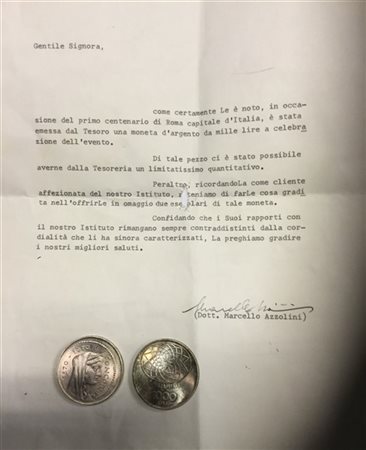 Gentile Signora,
come certamente Le è noto, in occa-
sione del primo centenario di Roma capitale d'Italia, è stata
emessa dal Tesoro una moneta d'argento da mille lire a celebra
zione dell'evento.
Di tale pezzo ci è stato possibile
averne dalla Tesoreria un limitatissimo quantitativo.
Peraltro, ricordandoLa come cliente
affezionata del nostro Istituto, riteniamo di farLe cosa gradi
ta nell'offrirLe in omaggio due esemplari di tale moneta.
Confidando che i Suoi rapporti con
il nostro Istituto rimangano sempre contraddistinti dalla cor-
dialità che li ha sinora caratterizzati, La preghiamo gradire
i nostri migliori saluti.
(Dott. Marcello Azzolini)
1000